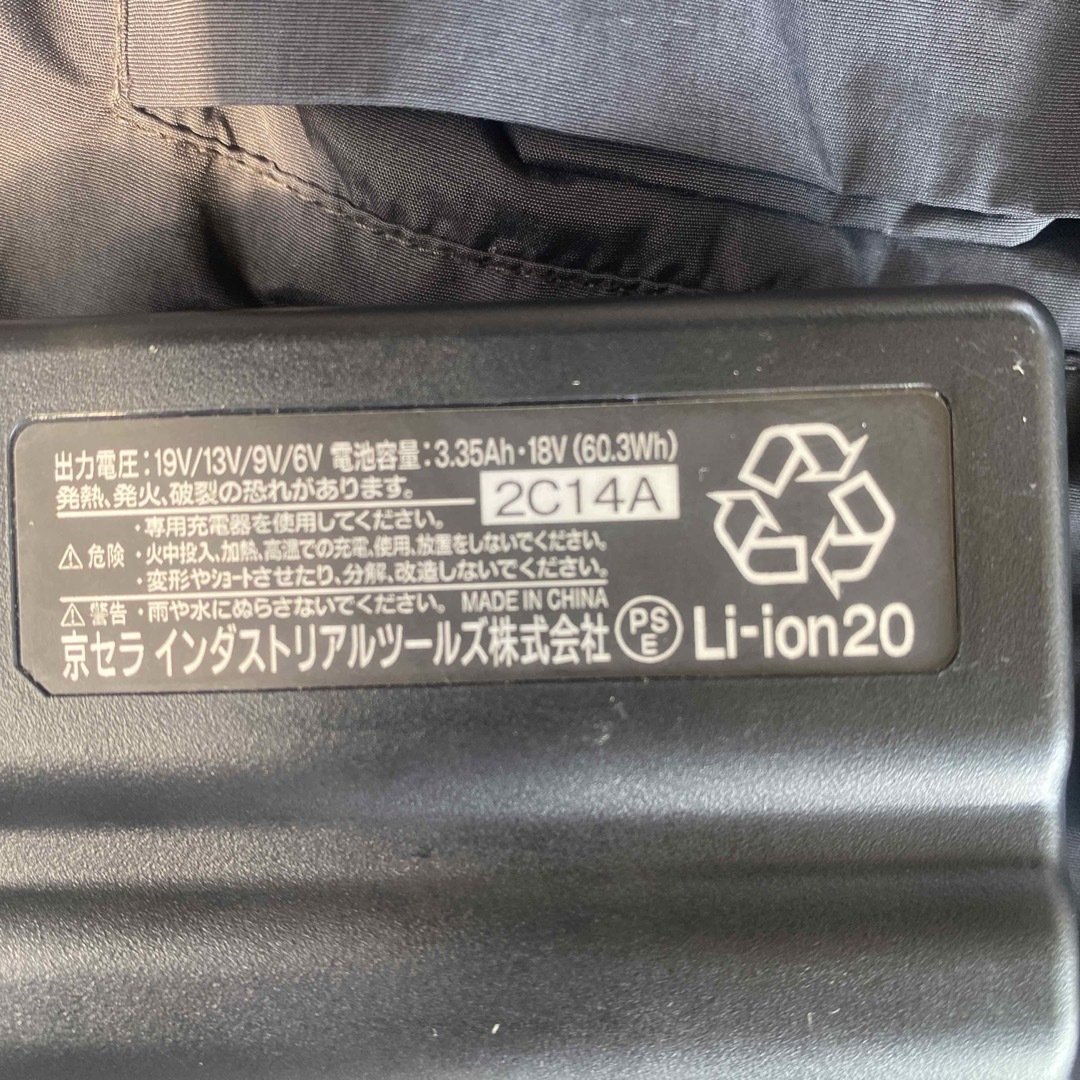 出力電圧:19V/13V/9V/6V 電池容量:3.35Ah・18V(60.3Wh)
発熱、発火、破裂の恐れがあります。
2C14A
・専用充電器を使用してください。
⚠危険 ・火中投入、加熱、高温での充電、使用、放置をしないでください。
・変形やショートさせたり、分解、改造しないでください。
⚠警告 ・雨や水にぬらさないでください。 MADE IN CHINA
京セラ インダストリアルツールズ株式会社 PSE Li-ion20